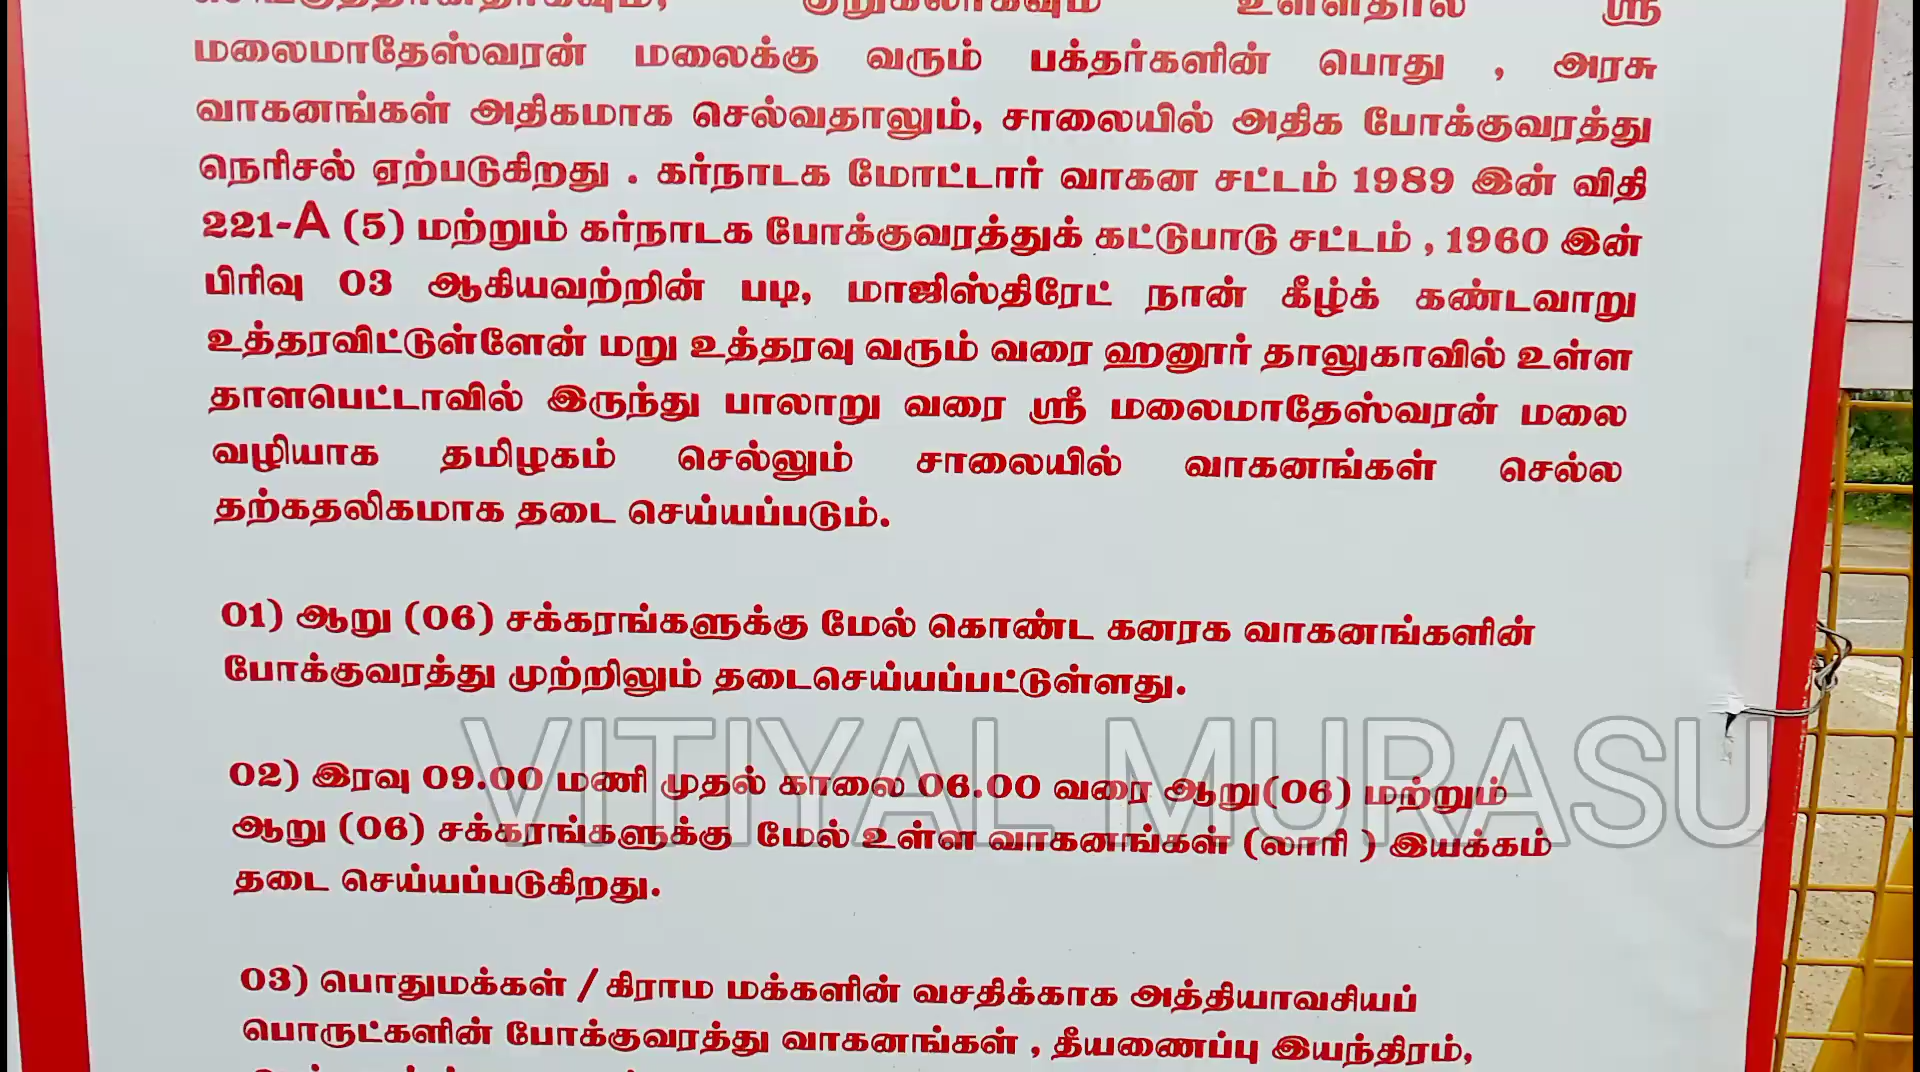 குறுகலாகவும் உள்ளதால் ஸ்ரீ
மலைமாதேஸ்வரன் மலைக்கு வரும் பக்தர்களின் பொது , அரசு
வாகனங்கள் அதிகமாக செல்வதாலும், சாலையில் அதிக போக்குவரத்து
நெரிசல் ஏற்படுகிறது . கர்நாடக மோட்டார் வாகன சட்டம் 1989 இன் விதி
221-A (5) மற்றும் கர்நாடக போக்குவரத்துக் கட்டுபாடு சட்டம் , 1960 இன்
பிரிவு 03 ஆகியவற்றின் படி, மாஜிஸ்திரேட் நான் கீழ்க் கண்டவாறு
உத்தரவிட்டுள்ளேன் மறு உத்தரவு வரும் வரை ஹனூர் தாலுகாவில் உள்ள
தாளபெட்டாவில் இருந்து பாலாறு வரை ஸ்ரீ மலைமாதேஸ்வரன் மலை
வழியாக தமிழகம் செல்லும் சாலையில் வாகனங்கள் செல்ல
தற்கதலிகமாக தடை செய்யப்படும்.
01) ஆறு (06) சக்கரங்களுக்கு மேல் கொண்ட கனரக வாகனங்களின்
போக்குவரத்து முற்றிலும் தடைசெய்யப்பட்டுள்ளது.
VITIYAL MURASU
02) இரவு 09.00 மணி முதல் காலை 06.00 வரை ஆறு(06) மற்றும்
ஆறு (06) சக்கரங்களுக்கு மேல் உள்ள வாகனங்கள் (லாரி ) இயக்கம்
தடை செய்யப்படுகிறது.
03) பொதுமக்கள் / கிராம மக்களின் வசதிக்காக அத்தியாவசியப்
பொருட்களின் போக்குவரத்து வாகனங்கள் , தீயணைப்பு இயந்திரம்,